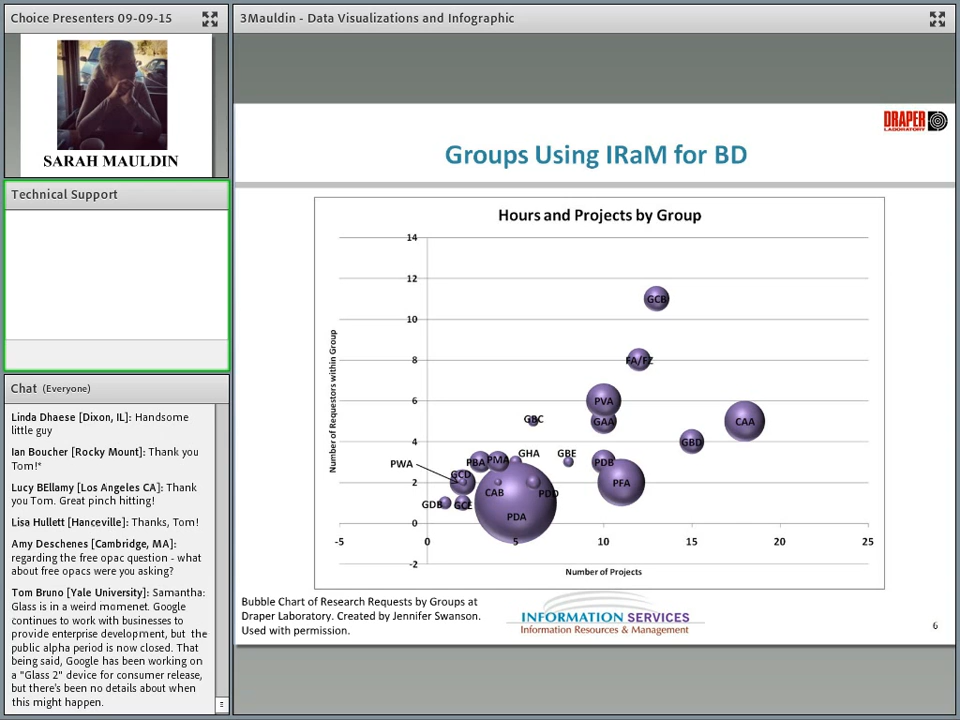 Choice Presenters 09-09-15
SARAH MAULDIN
Technical Support
Chat (Everyone)
Linda Dhaese [Dixon, IL]: Handsome
little guy
Ian Boucher [Rocky Mount]: Thank you
Tom!*
Lucy BEllamy [Los Angeles CA]: Thank
you Tom. Great pinch hitting!
Lisa Hullett [Hanceville]: Thanks, Tom!
Amy Deschenes [Cambridge, MA]:
regarding the free opac question - what
about free opacs were you asking?
Tom Bruno [Yale University]: Samantha:
Glass is in a weird momenet. Google
continues to work with businesses to
provide enterprise development, but the
public alpha period is now closed. That
being said, Google has been working on
a "Glass 2" device for consumer release,
but there's been no details about when
this might happen.
3Mauldin - Data Visualizations and Infographic
DRAPER
LABORATORY
Groups Using IRaM for BD
Hours and Projects by Group
Number of Requestors within Group
14
12
10
8
6
4
2
0
-2
GCB
FA/FZ
PVA
GBC
GAA
CAA
GBD
GHA
GBE
PWA
PBA
PMA
PDB
GCD
PFA
CAB
PDD
GDB
GCE
PDA
-5
0
5
10
15
20
25
Number of Projects
Bubble Chart of Research Requests by Groups at
Draper Laboratory. Created by Jennifer Swanson.
Used with permission.
INFORMATION SERVICES
Information Resources & Management
6